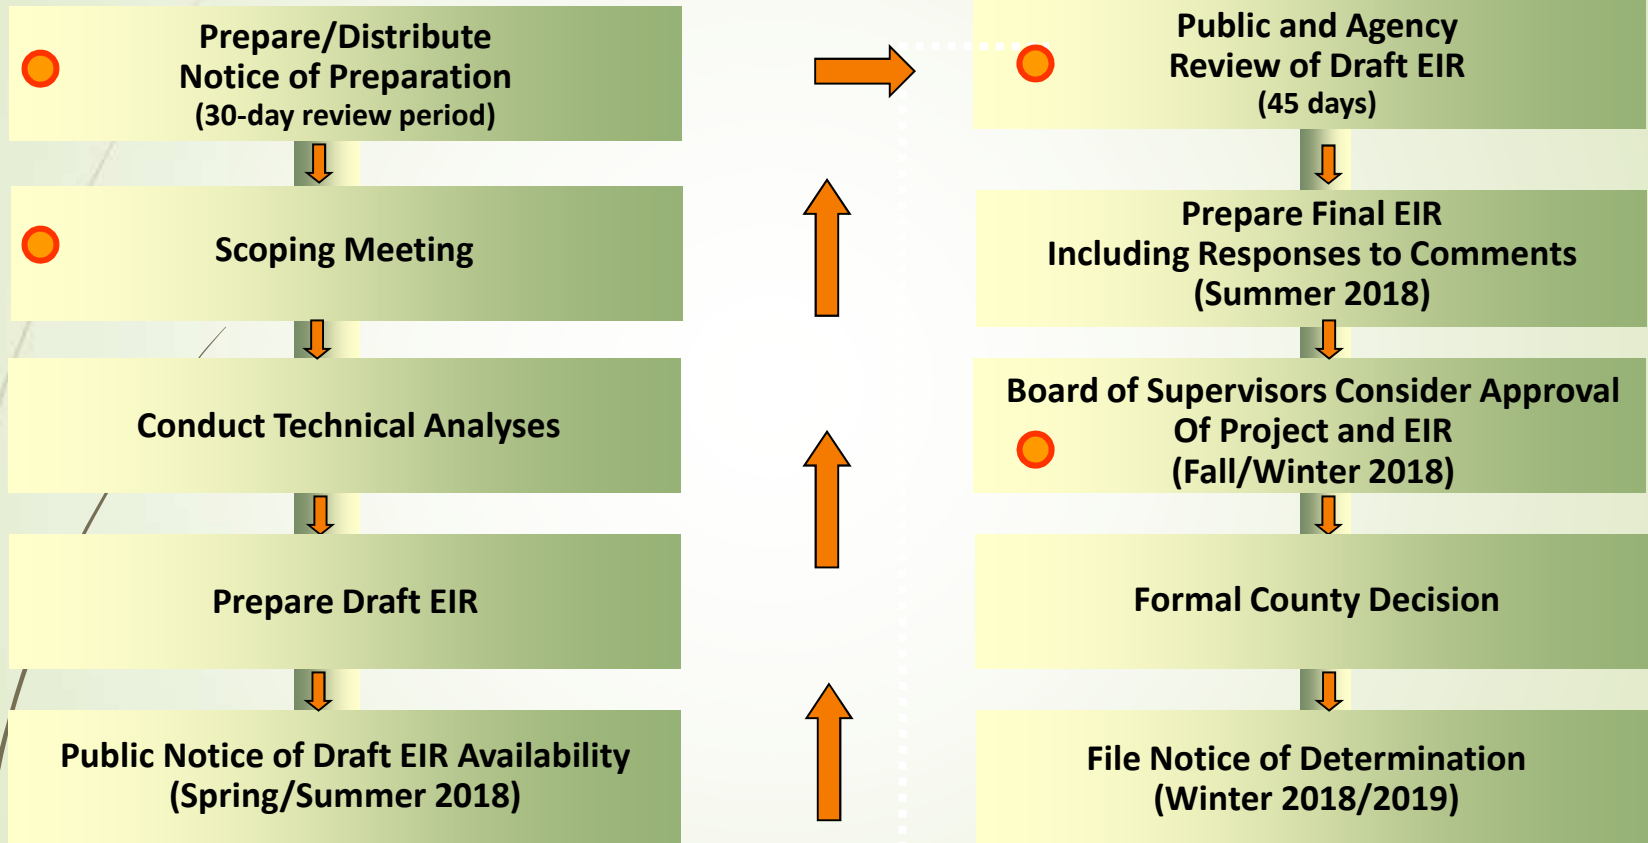 Prepare/Distribute
Notice of Preparation
(30-day review period)
Scoping Meeting
Conduct Technical Analyses
Prepare Draft EIR
Public Notice of Draft EIR Availability
(Spring/Summer 2018)
Public and Agency
Review of Draft EIR
(45 days)
Prepare Final EIR
Including Responses to Comments
(Summer 2018)
Board of Supervisors Consider Approval
Of Project and EIR
(Fall/Winter 2018)
Formal County Decision
File Notice of Determination
(Winter 2018/2019)